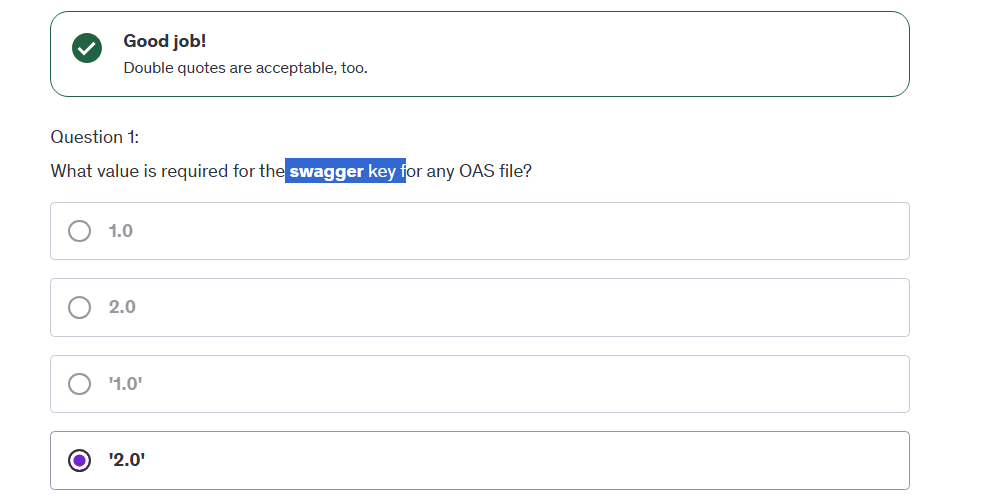 Good job!
Double quotes are acceptable, too.
Question 1:
What value is required for the swagger key for any OAS file?
1.0
2.0
'1.0'
'2.0'